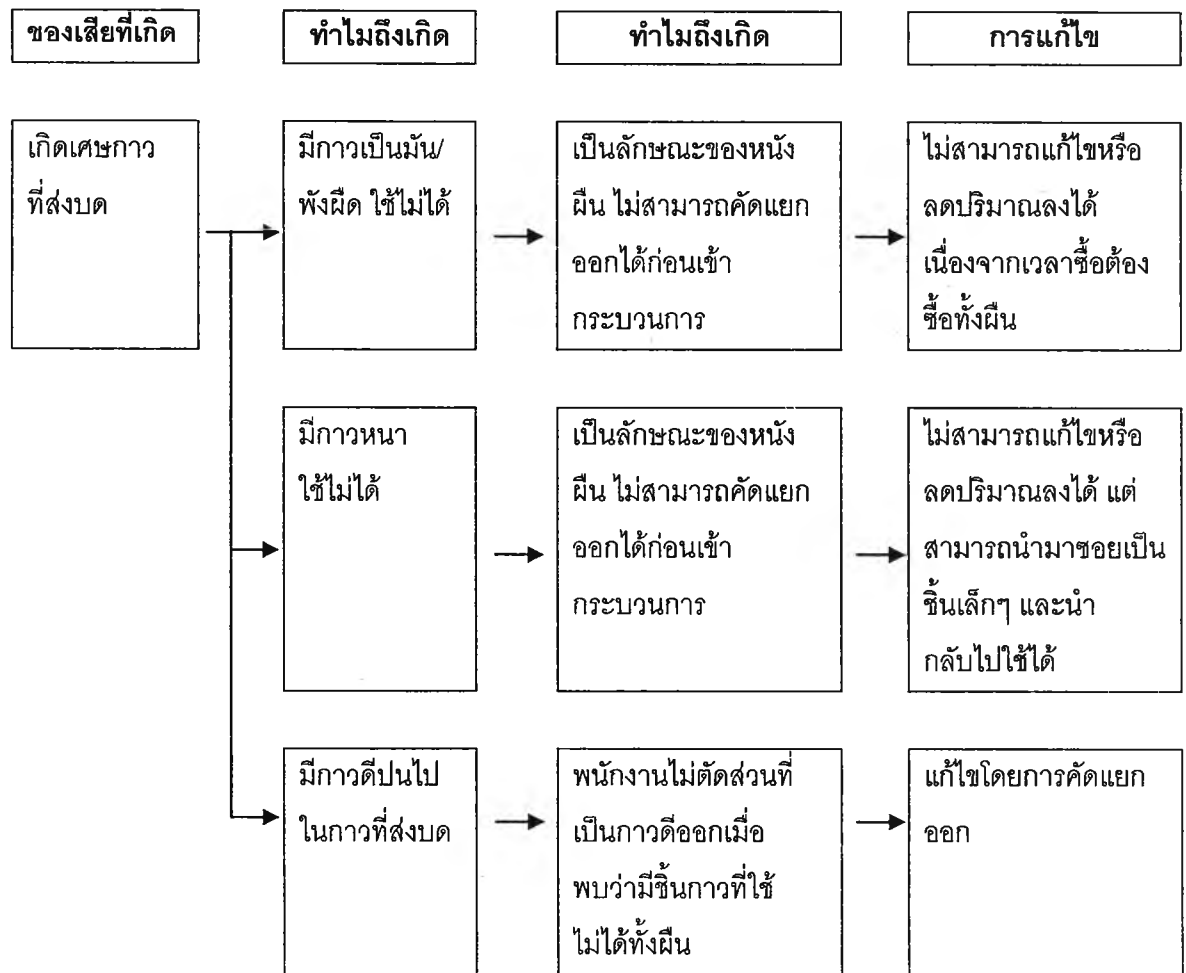 ของเสียที่เกิด
ทำไมถึงเกิด
ทำไมถึงเกิด
การแก้ไข
เกิดเศษกาว
ที่ส่งบด
มีกาวเป็นมัน/
พังผืด ใช้ไม่ได้
เป็นลักษณะของหนัง
ผืน ไม่สามารถคัดแยก
ออกได้ก่อนเข้า
กระบวนการ
ไม่สามารถแก้ไขหรือ
ลดปริมาณลงได้
เนื่องจากเวลาซื้อต้อง
ซื้อทั้งผืน
มีกาวหนา
ใช้ไม่ได้
เป็นลักษณะของหนัง
ผืน ไม่สามารถคัดแยก
ออกได้ก่อนเข้า
กระบวนการ
ไม่สามารถแก้ไขหรือ
ลดปริมาณลงได้ แต่
สามารถนำมาซอยเป็น
ชิ้นเล็กๆ และนำ
กลับไปใช้ได้
มีกาวดีปนไป
ในกาวที่ส่งบด
พนักงานไม่ตัดส่วนที่
เป็นกาวดีออกเมื่อ
พบว่ามีชิ้นกาวที่ใช้
ไม่ได้ทั้งผืน
แก้ไขโดยการคัดแยก
ออก